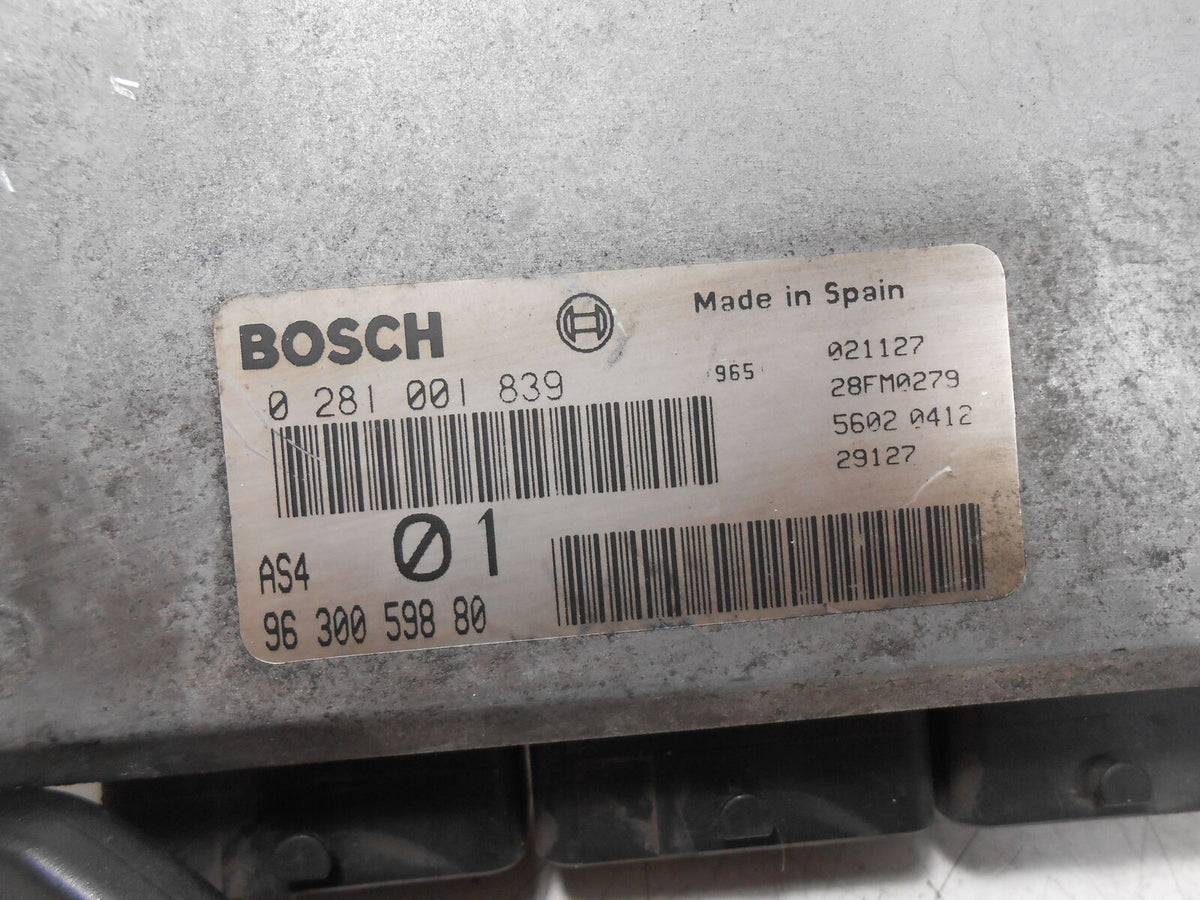 BOSCH
Made in Spain
0 281 001 839
965
021127
28FM0279
5602 0412
29127
01
AS4
96 300 598 80